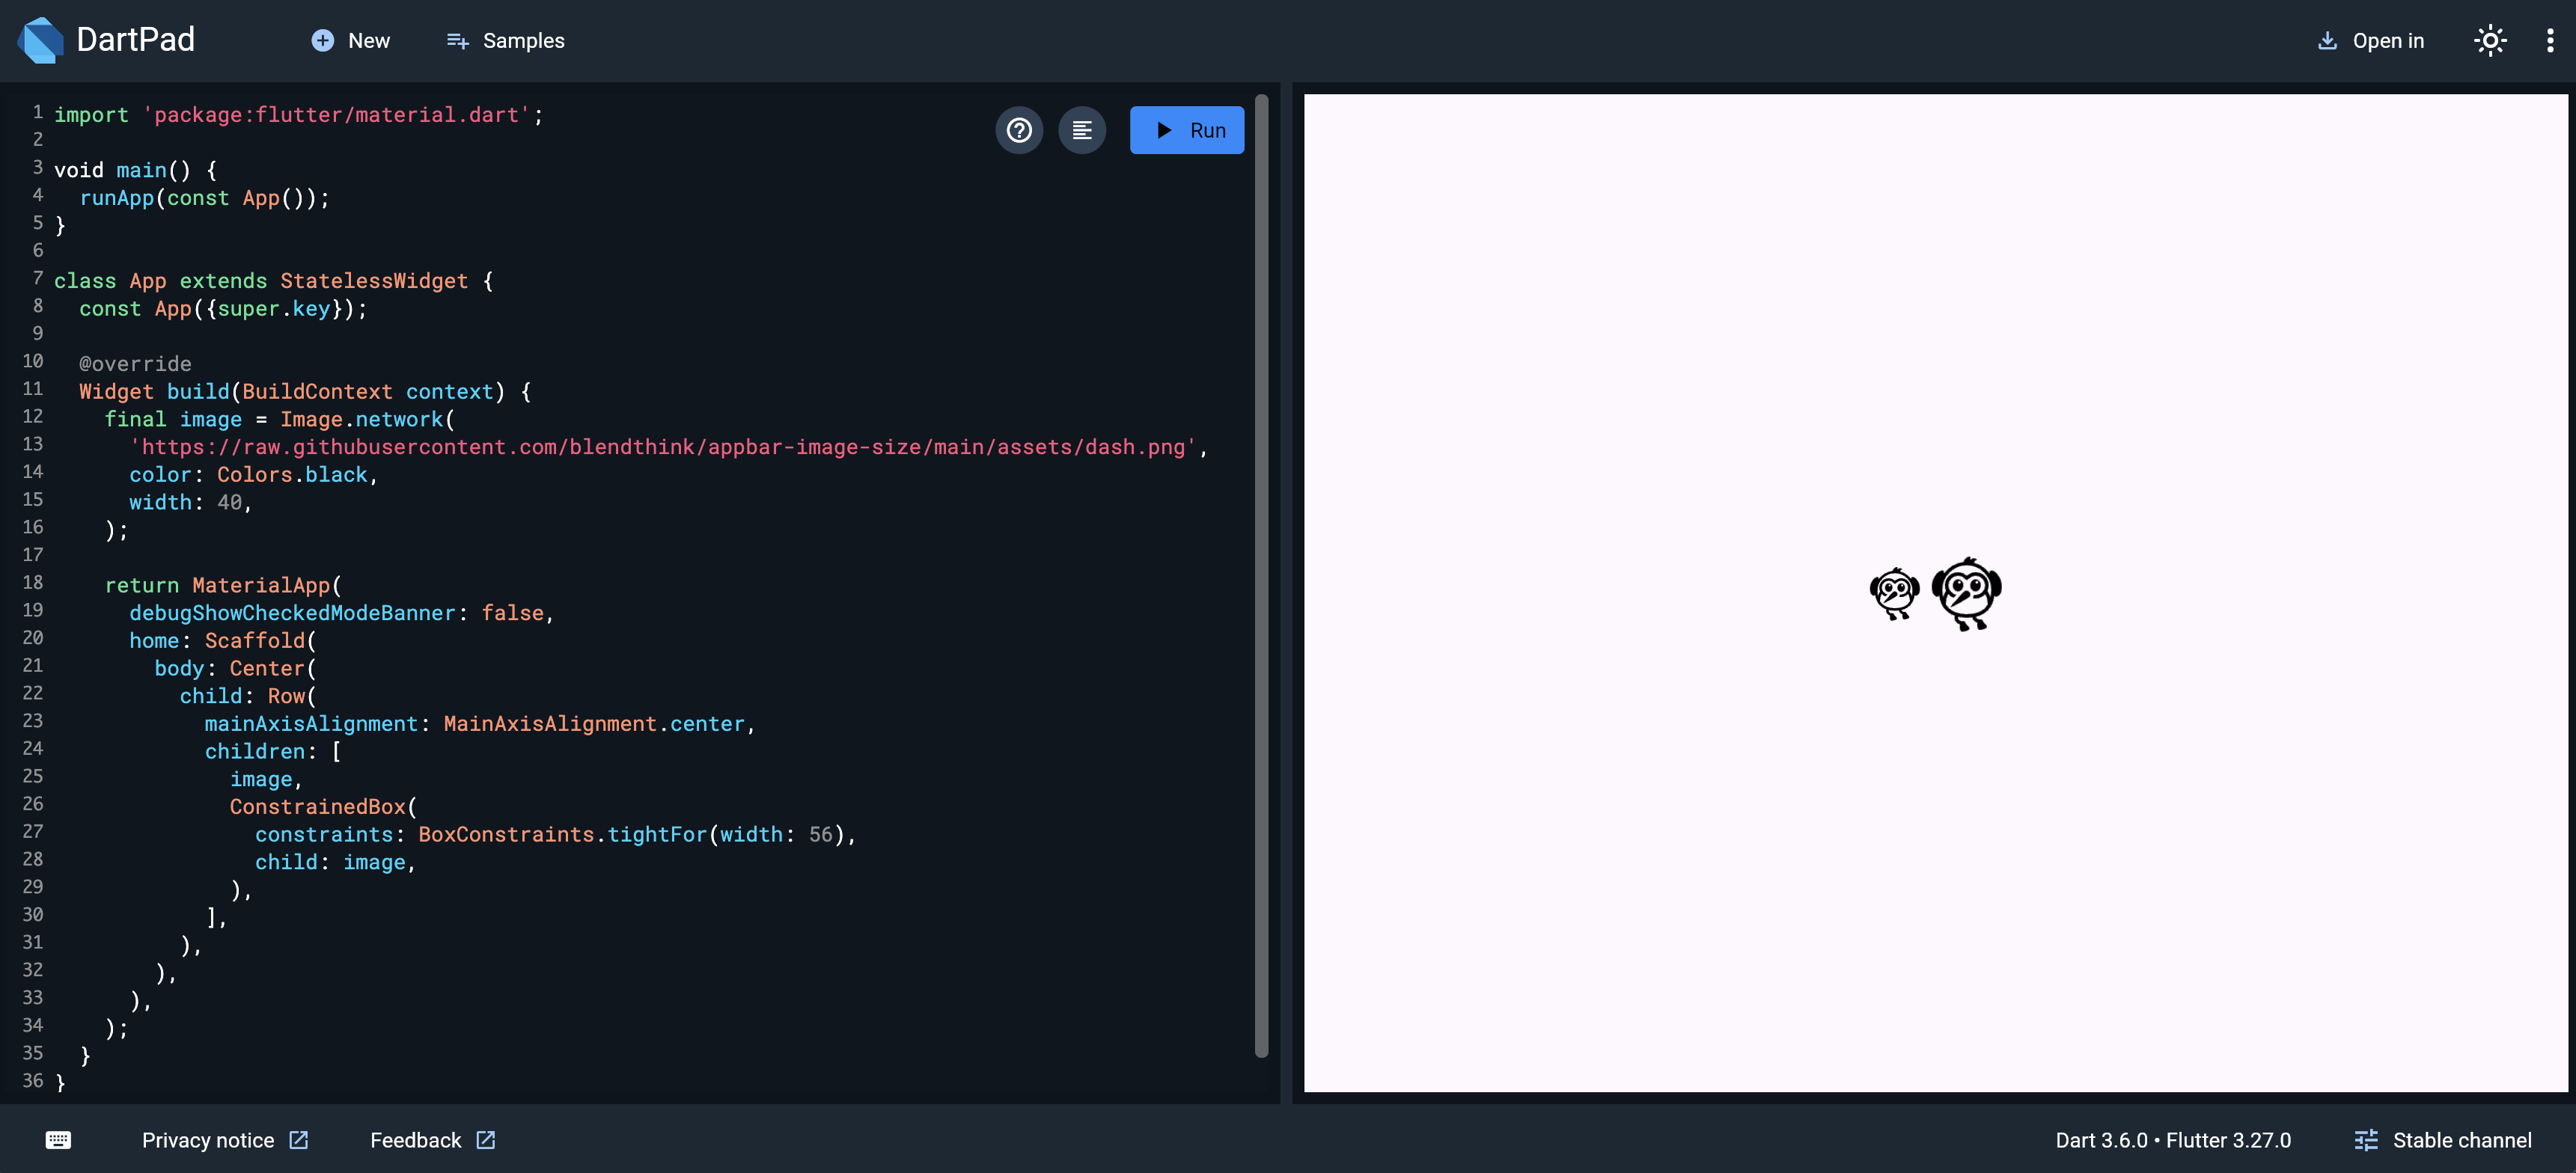 DartPad New Samples Open in
1 import 'package:flutter/material.dart';
2
3 void main() {
4   runApp(const App());
5 }
6
7 class App extends StatelessWidget {
8   const App({super.key});
9
10   @override
11   Widget build(BuildContext context) {
12     final image = Image.network(
13       'https://raw.githubusercontent.com/blendthink/appbar-image-size/main/assets/dash.png',
14       color: Colors.black,
15       width: 40,
16     );
17
18     return MaterialApp(
19       debugShowCheckedModeBanner: false,
20       home: Scaffold(
21         body: Center(
22           child: Row(
23             mainAxisAlignment: MainAxisAlignment.center,
24             children: [
25               image,
26               ConstrainedBox(
27                 constraints: BoxConstraints.tightFor(width: 56),
28                 child: image,
29               ),
30             ],
31           ),
32         ),
33       ),
34     );
35   }
36 }
Run
Privacy notice Feedback Dart 3.6.0 • Flutter 3.27.0 Stable channel